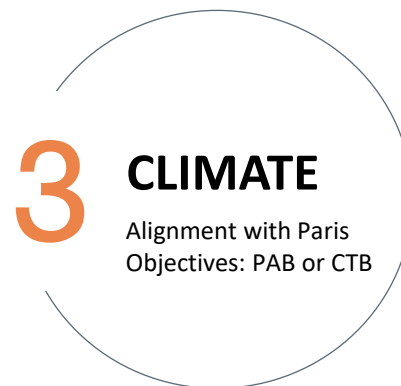 3
CLIMATE
Alignment with Paris
Objectives: PAB or CTB